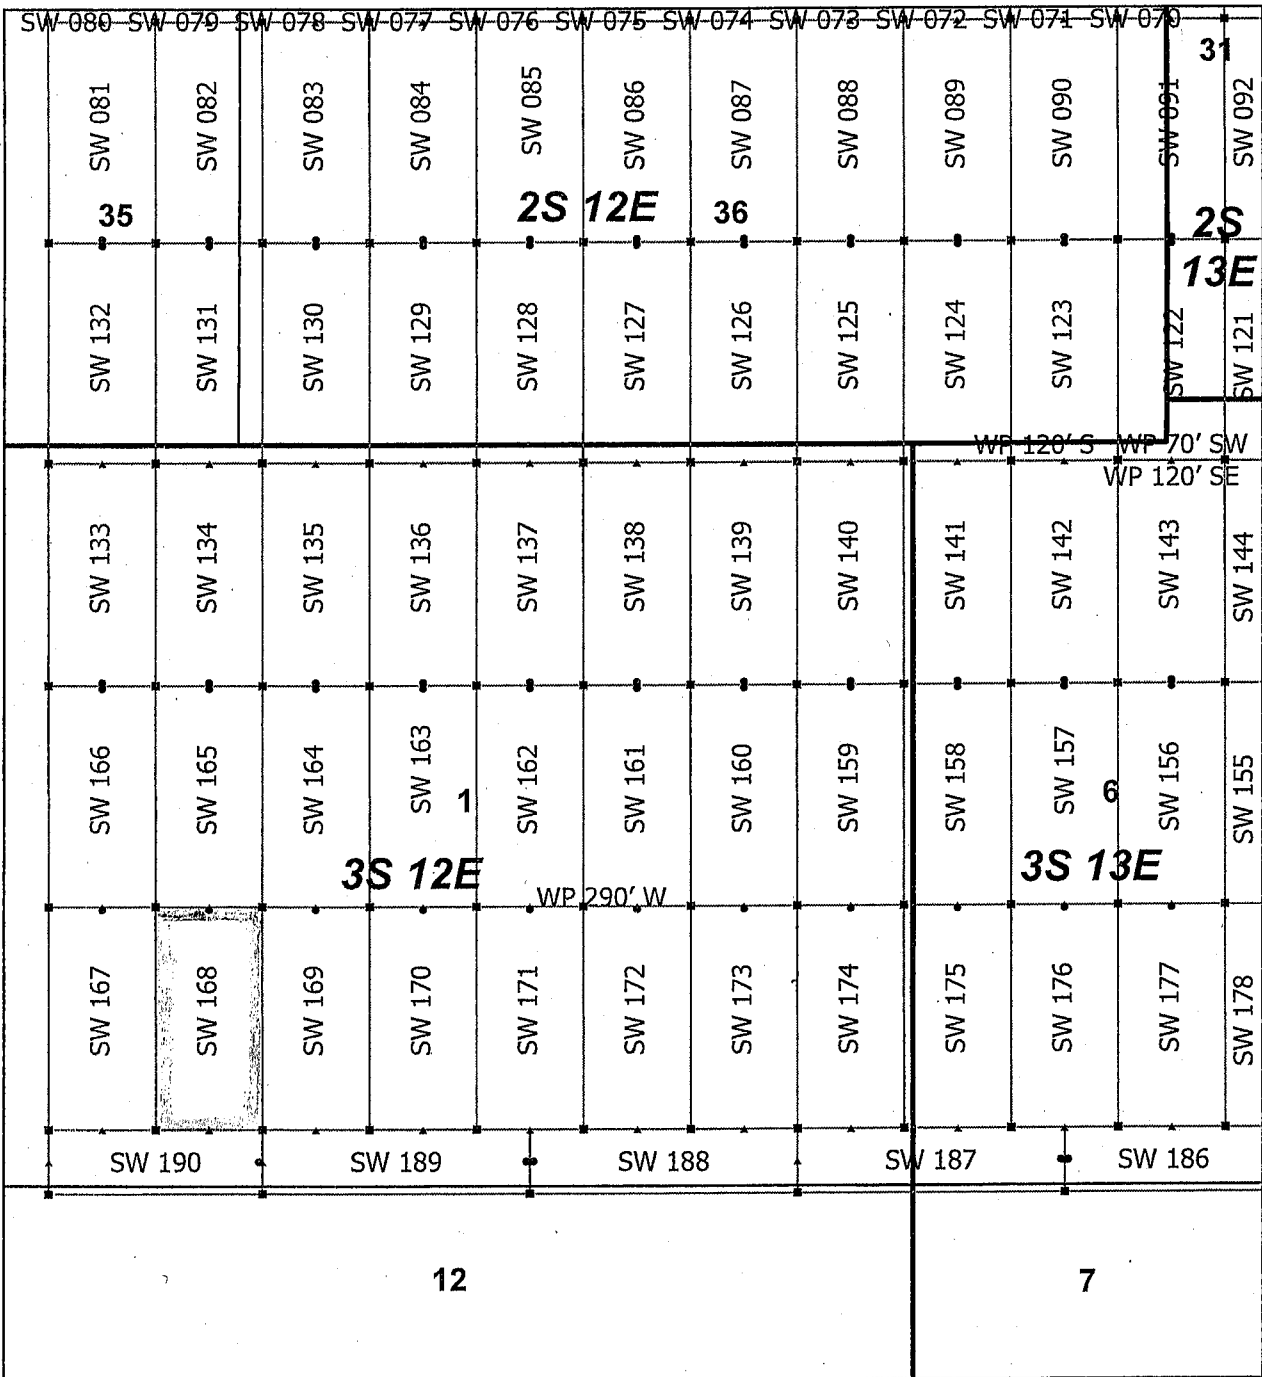 SW 080 SW 079 SW 078 SW 077 SW 076 SW 075 SW 074 SW 073 SW 072 SW 071 SW 070
31
SW 081 SW 082 SW 083 SW 084 SW 085 SW 086 SW 087 SW 088 SW 089 SW 090 SW 091 SW 092
35 2S 12E 36 2S
13E
SW 132 SW 131 SW 130 SW 129 SW 128 SW 127 SW 126 SW 125 SW 124 SW 123 SW 122 SW 121
WP 120' S WP 70' SW
WP 120' SE
SW 133 SW 134 SW 135 SW 136 SW 137 SW 138 SW 139 SW 140 SW 141 SW 142 SW 143 SW 144
SW 166 SW 165 SW 164 SW 163 SW 162 SW 161 SW 160 SW 159 SW 158 SW 157 SW 156 SW 155
1 6
3S 12E 3S 13E
WP 290' W
SW 167 SW 168 SW 169 SW 170 SW 171 SW 172 SW 173 SW 174 SW 175 SW 176 SW 177 SW 178
SW 190 SW 189 SW 188 SW 187 SW 186
12 7